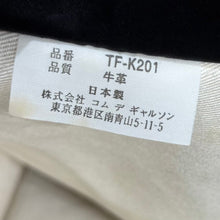 品番 TF-K201
品質 牛革
日本製
株式会社 コム デ ギャルソン
東京都港区南青山5-11-5